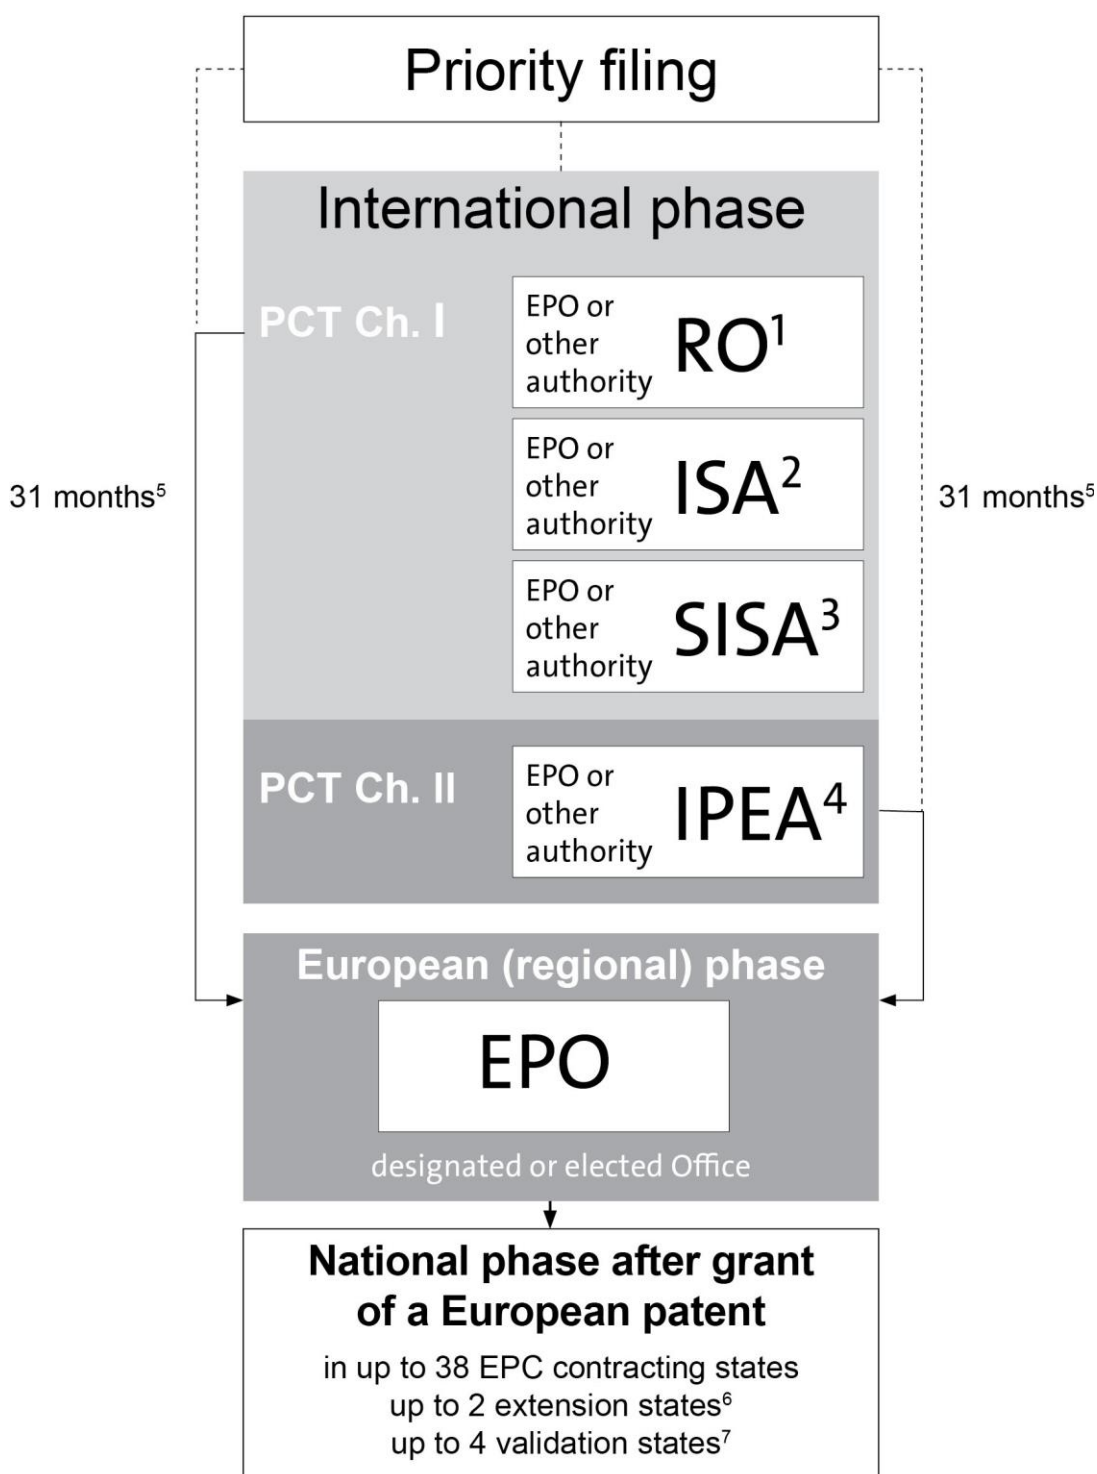 Priority filing
International phase
PCT Ch. I
EPO or
other
authority
RO¹
31 months⁵
EPO or
other
authority
ISA²
31 months⁵
EPO or
other
authority
SISA³
PCT Ch. II
EPO or
other
authority
IPEA⁴
European (regional) phase
EPO
designated or elected Office
National phase after grant
of a European patent
in up to 38 EPC contracting states
up to 2 extension states⁶
up to 4 validation states⁷